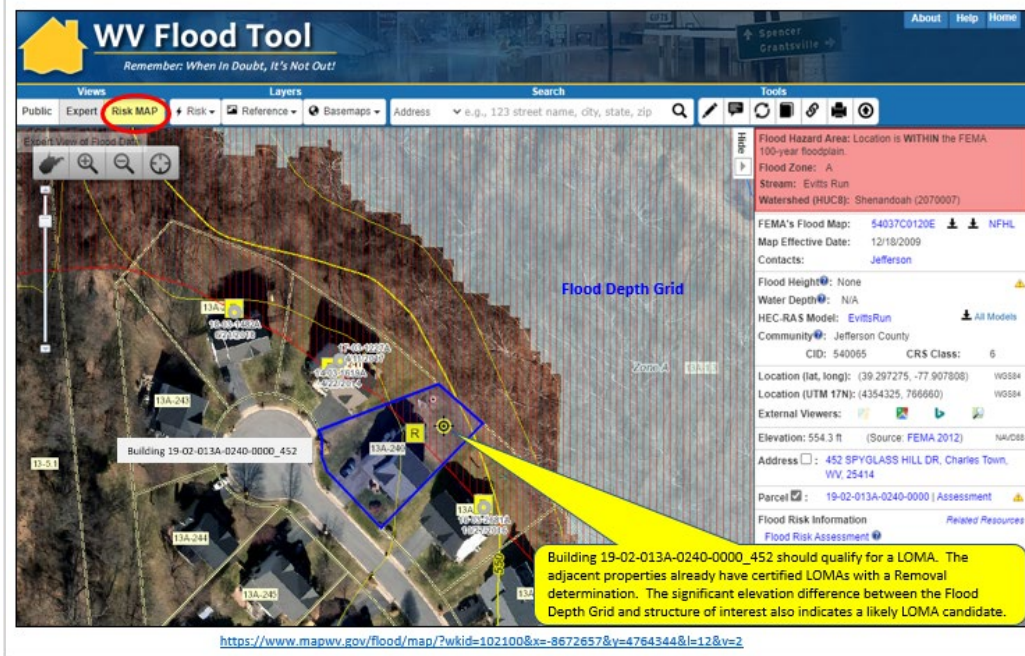 WV Flood Tool
Remember: When In Doubt, It's Not Out!
Spencer
Grantsville
About Help Home
Views Layers Search Tools
Public Expert Risk MAP Risk Reference Basemaps Address e.g., 123 street name, city, state, zip
Expert View of Flood Data
Hide
Flood Depth Grid
Zone A
13A-243
13A-240
R
Building 19-02-013A-0240-0000_452
13-5.1
13A-244
13A-245
Flood Hazard Area: Location is WITHIN the FEMA
100-year floodplain.
Flood Zone: A
Stream: Evitts Run
Watershed (HUC8): Shenandoah (2070007)
FEMA's Flood Map: 54037C0120E NFHL
Map Effective Date: 12/18/2009
Contacts: Jefferson
Flood Height: None
Water Depth: N/A
HEC-RAS Model: EvittsRun All Models
Community: Jefferson County
CID: 540065 CRS Class: 6
Location (lat, long): (39.297275, -77.907808) WGS84
Location (UTM 17N): (4354325, 766660) WGS84
External Viewers:
Elevation: 554.3 ft (Source: FEMA 2012) NAVD88
Address : 452 SPYGLASS HILL DR, Charles Town,
WV, 25414
Parcel : 19-02-013A-0240-0000 | Assessment
Flood Risk Information Related Resources
Flood Risk Assessment
Building 19-02-013A-0240-0000_452 should qualify for a LOMA. The
adjacent properties already have certified LOMAs with a Removal
determination. The significant elevation difference between the Flood
Depth Grid and structure of interest also indicates a likely LOMA candidate.
https://www.mapwv.gov/flood/map/?wkid=102100&x=-8672657&y=4764344&l=12&v=2